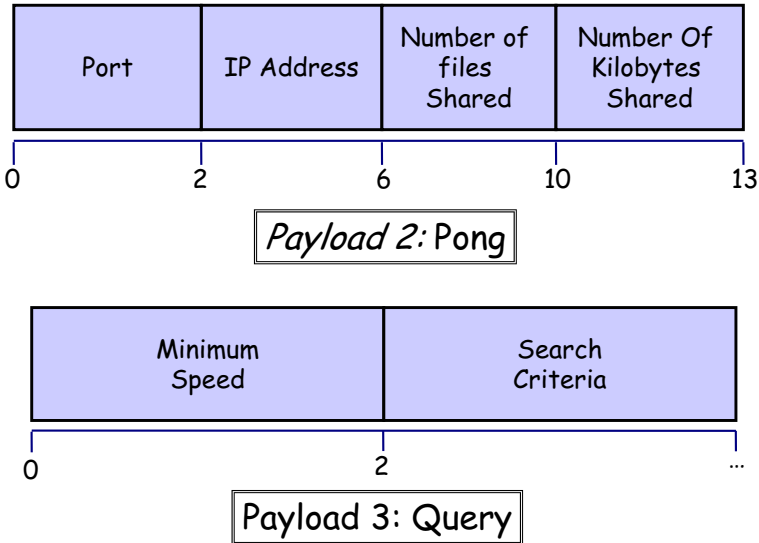 Port
IP Address
Number of
files
Shared
Number Of
Kilobytes
Shared
0 2 6 10 13
Payload 2: Pong
Minimum
Speed
Search
Criteria
0 2 ...
Payload 3: Query